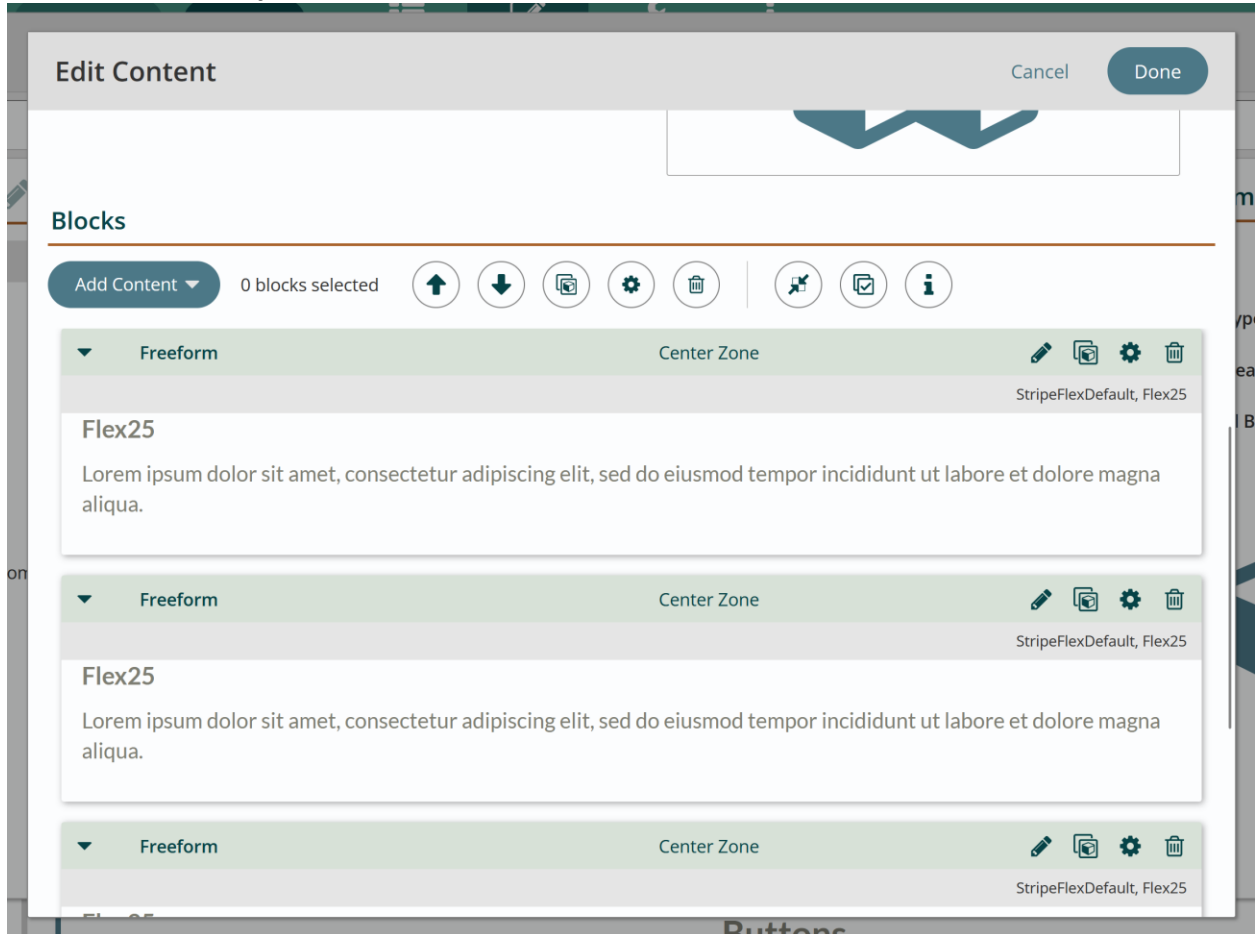 Edit Content
Cancel
Done
Blocks
Add Content
0 blocks selected
Freeform
Center Zone
StripeFlexDefault, Flex25
Flex25
Lorem ipsum dolor sit amet, consectetur adipiscing elit, sed do eiusmod tempor incididunt ut labore et dolore magna
aliqua.
Freeform
Center Zone
StripeFlexDefault, Flex25
Flex25
Lorem ipsum dolor sit amet, consectetur adipiscing elit, sed do eiusmod tempor incididunt ut labore et dolore magna
aliqua.
Freeform
Center Zone
StripeFlexDefault, Flex25
Buttons